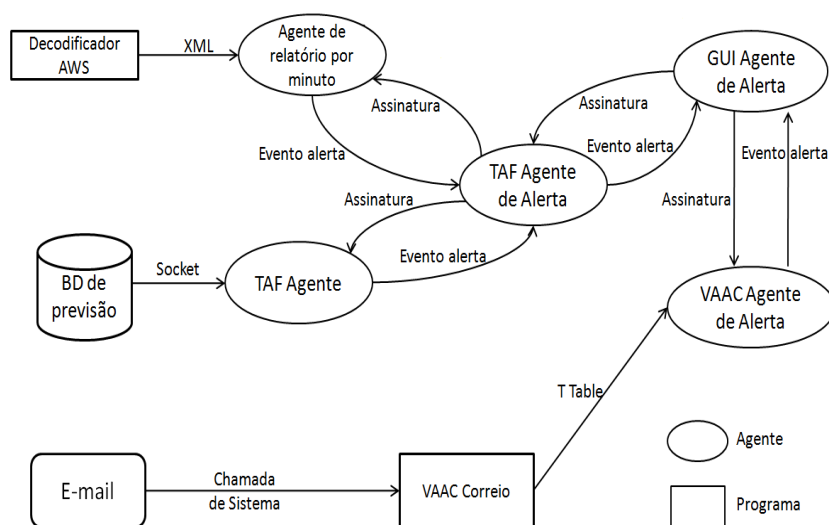 Decodificador
AWS
XML
Agente de
relatório por
minuto
GUI Agente
de Alerta
Assinatura
Assinatura
Evento alerta
Evento alerta
Evento alerta
TAF Agente
de Alerta
Assinatura
Assinatura
BD de
previsão
Socket
TAF Agente
Evento alerta
VAAC Agente
de Alerta
T Table
Agente
E-mail
Chamada
de Sistema
VAAC Correio
Programa